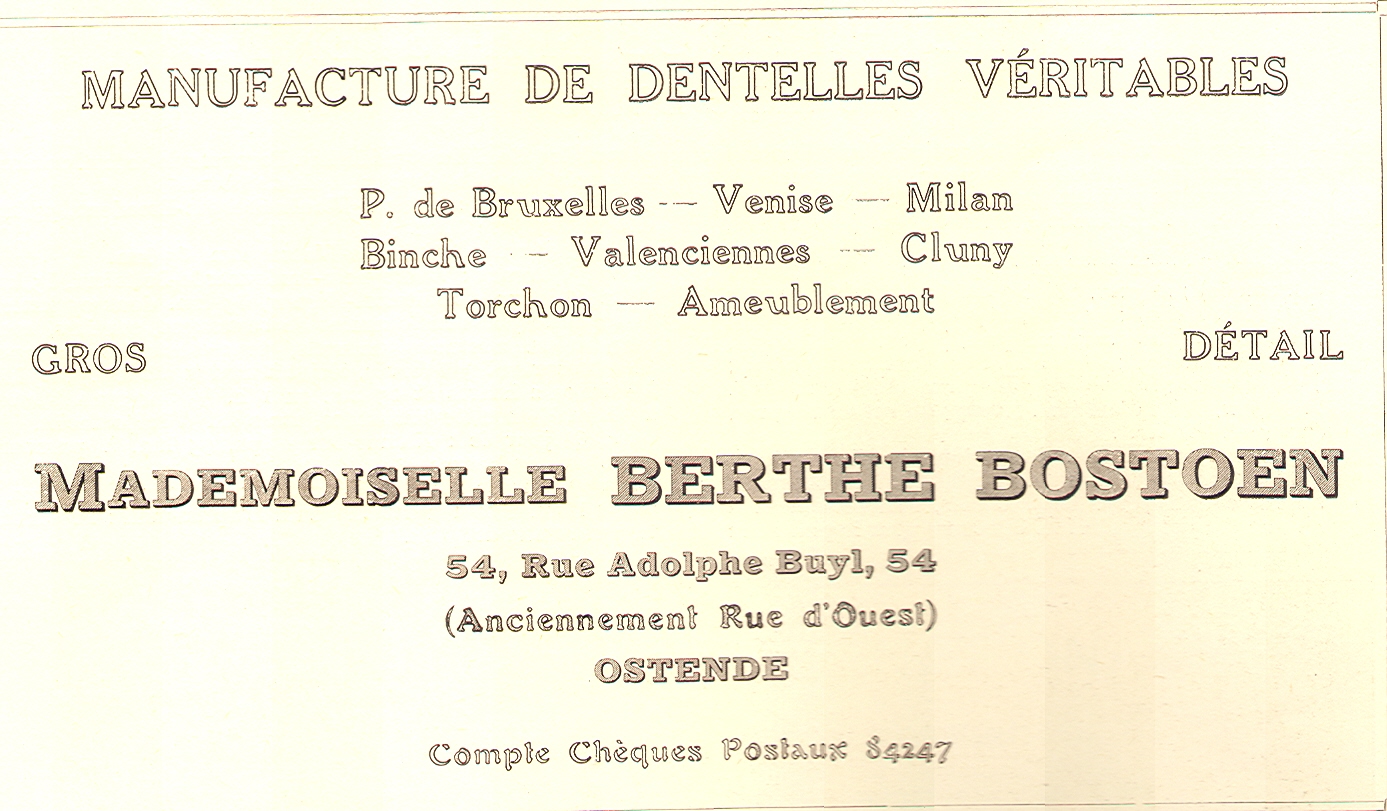 MANUFACTURE DE DENTELLES VÉRITABLES
P. de Bruxelles — Venise — Milan
Binche — Valenciennes — Cluny
Torchon — Ameublement
GROS
DÉTAIL
MADEMOISELLE BERTHE BOSTOEN
54, Rue Adolphe Buyl, 54
(Anciennement Rue d'Ouest)
OSTENDE
Compte Chèques Postaux 84247